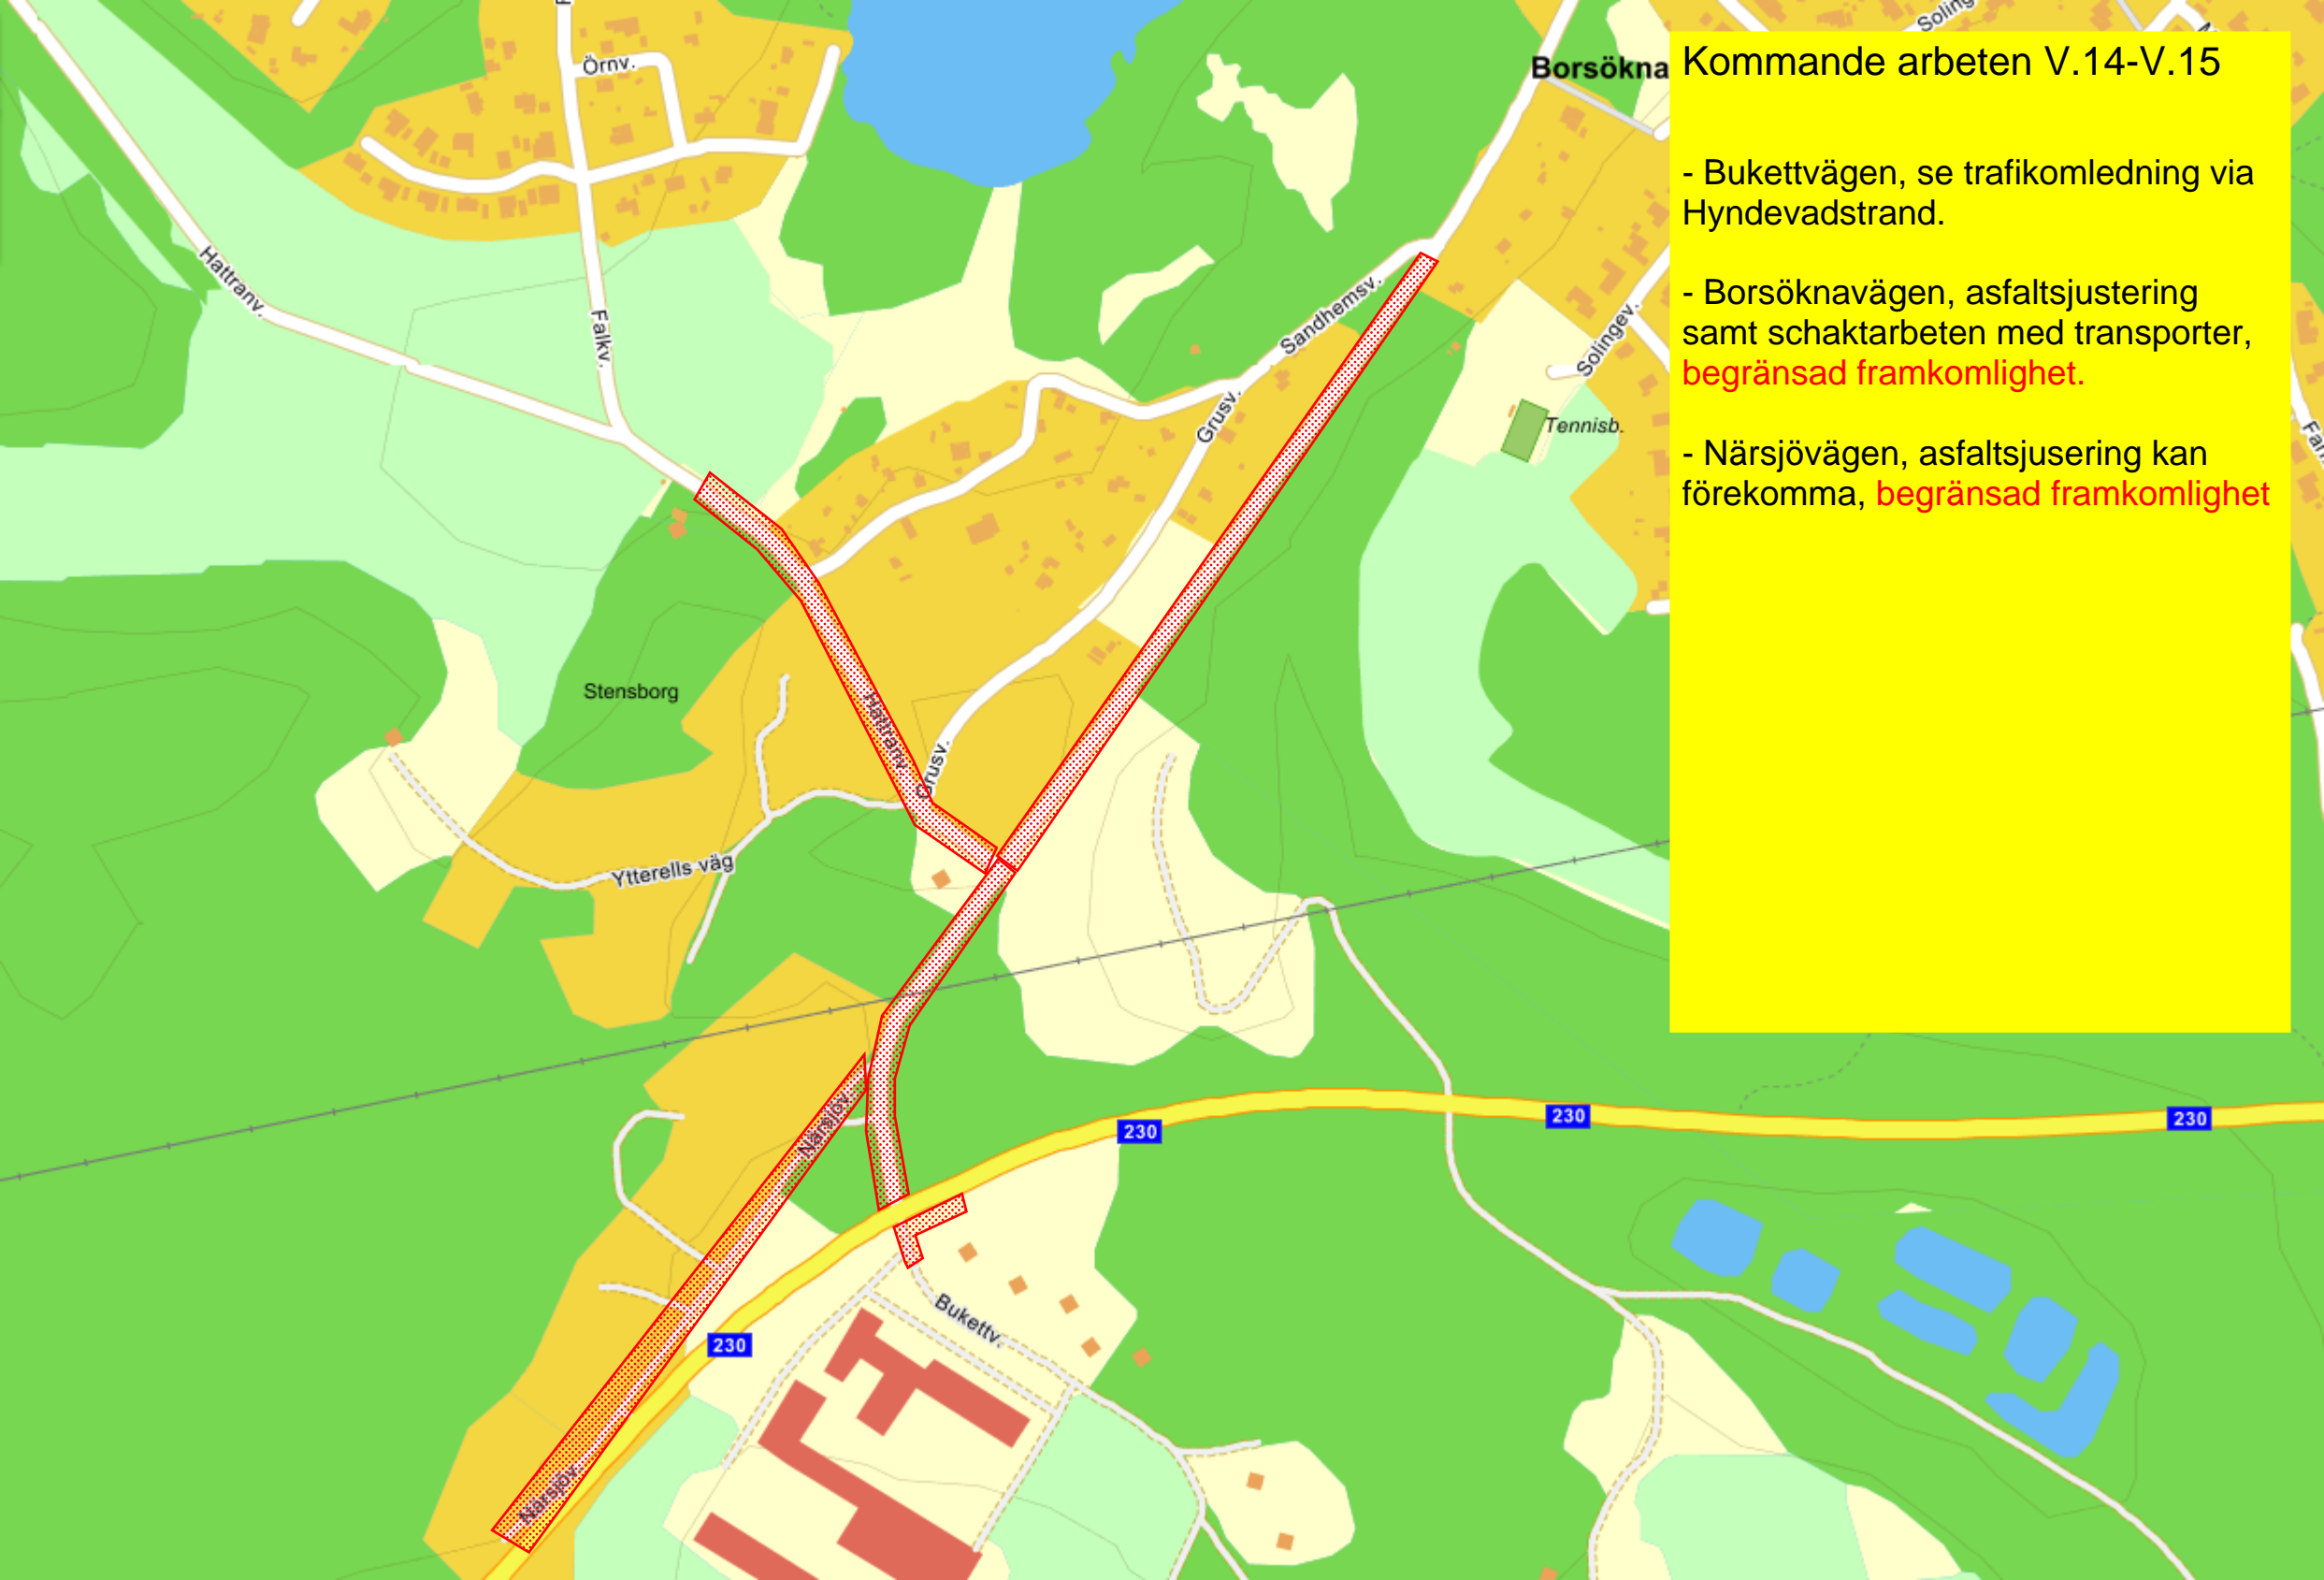 Soling
Örnv.
Borsökna
Kommande arbeten V.14-V.15
- Bukettvägen, se trafikomledning via
Hyndevadstrand.
- Borsöknavägen, asfaltsjustering
samt schaktarbeten med transporter,
begränsad framkomlighet.
- Närsjövägen, asfaltsjusering kan
förekomma, begränsad framkomlighet
Hattranv.
Falkv.
Sandhemsv.
Solingev.
Grusv.
Tennisb.
Stensborg
Hattranv.
Grusv.
Ytterells väg
Närsjöv.
230
230
230
Bukettv.
230
Närsjöv.